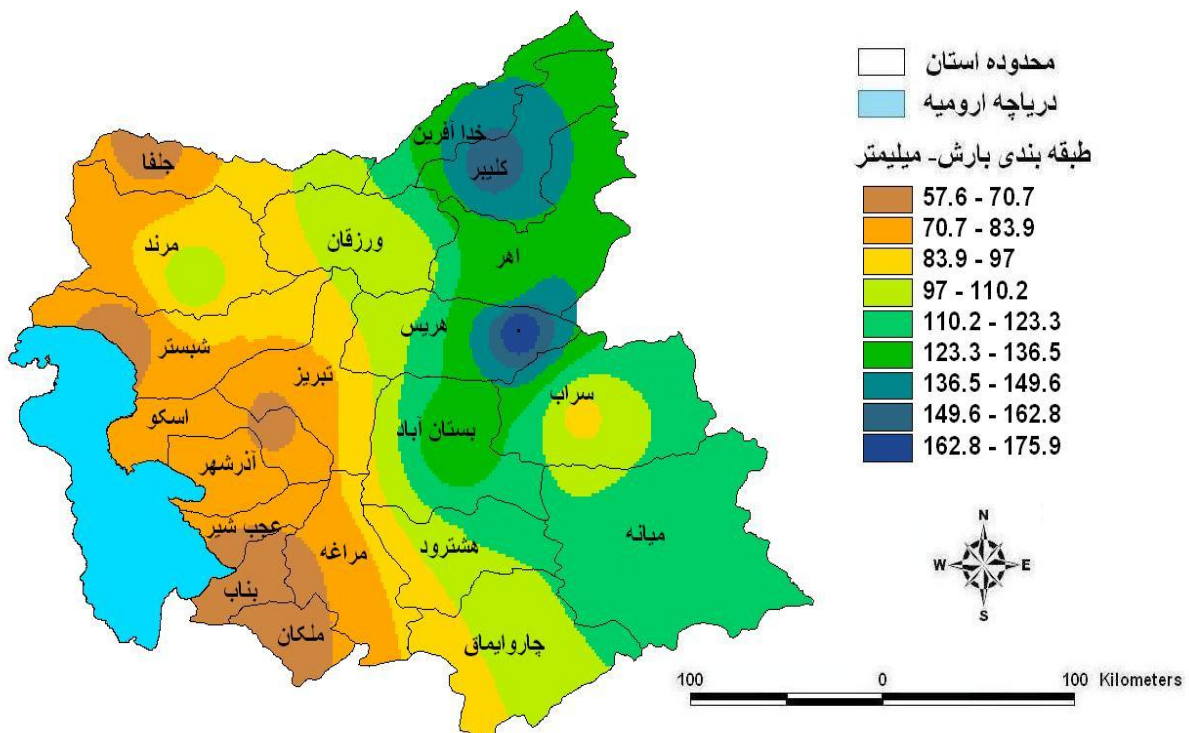 محدوده استان
دریاچه ارومیه
طبقه بندی بارش- میلیمتر
57.6 - 70.7
70.7 - 83.9
83.9 - 97
97 - 110.2
110.2 - 123.3
123.3 - 136.5
136.5 - 149.6
149.6 - 162.8
162.8 - 175.9
خدا آفرین
کلیبر
جلفا
مرند
ورزقان
اهر
هریس
شبستر
تبریز
سراب
اسکو
بستان آباد
آذرشهر
عجب شیر
مراغه
هشترود
میانه
بناب
ملکان
چاروایماق
N
W E
S
100 0 100 Kilometers